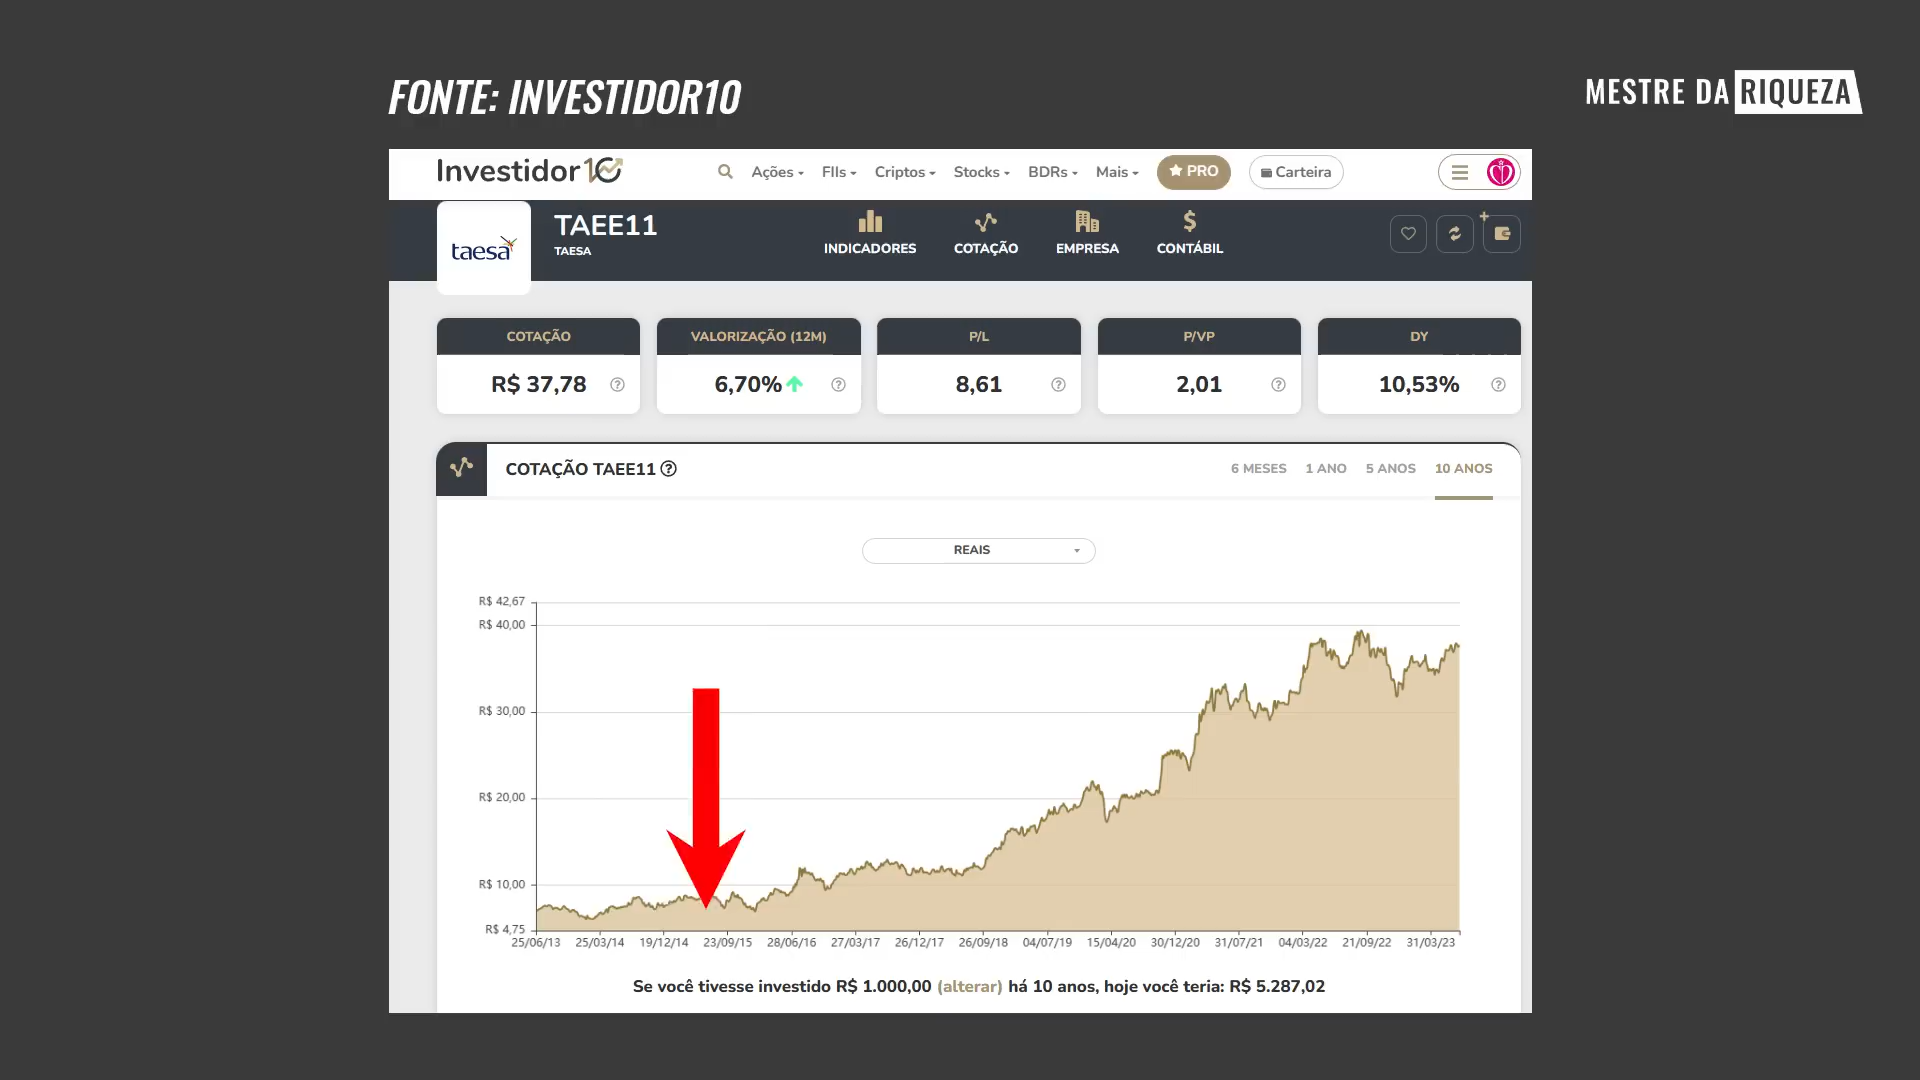 FONTE: INVESTIDOR10
MESTRE DA RIQUEZA
Investidor10
Ações
FIIs
Criptos
Stocks
BDRs
Mais
PRO
Carteira
taesa
TAEE11
TAESA
INDICADORES
COTAÇÃO
EMPRESA
CONTÁBIL
COTAÇÃO
R$ 37,78
VALORIZAÇÃO (12M)
6,70%
P/L
8,61
P/VP
2,01
DY
10,53%
COTAÇÃO TAEE11
6 MESES
1 ANO
5 ANOS
10 ANOS
REAIS
R$ 42,67
R$ 40,00
R$ 30,00
R$ 20,00
R$ 10,00
R$ 4,75
25/06/13
25/03/14
19/12/14
23/09/15
28/06/16
27/03/17
26/12/17
26/09/18
04/07/19
15/04/20
30/12/20
31/07/21
04/03/22
21/09/22
31/03/23
Se você tivesse investido R$ 1.000,00 (alterar) há 10 anos, hoje você teria: R$ 5.287,02